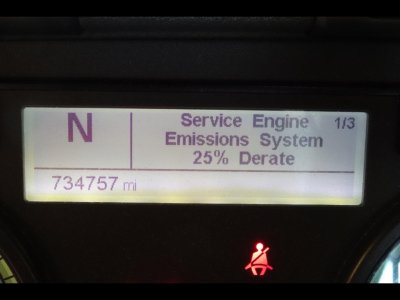 N
Service Engine 1/3
Emissions System
25% Derate
734757 mi